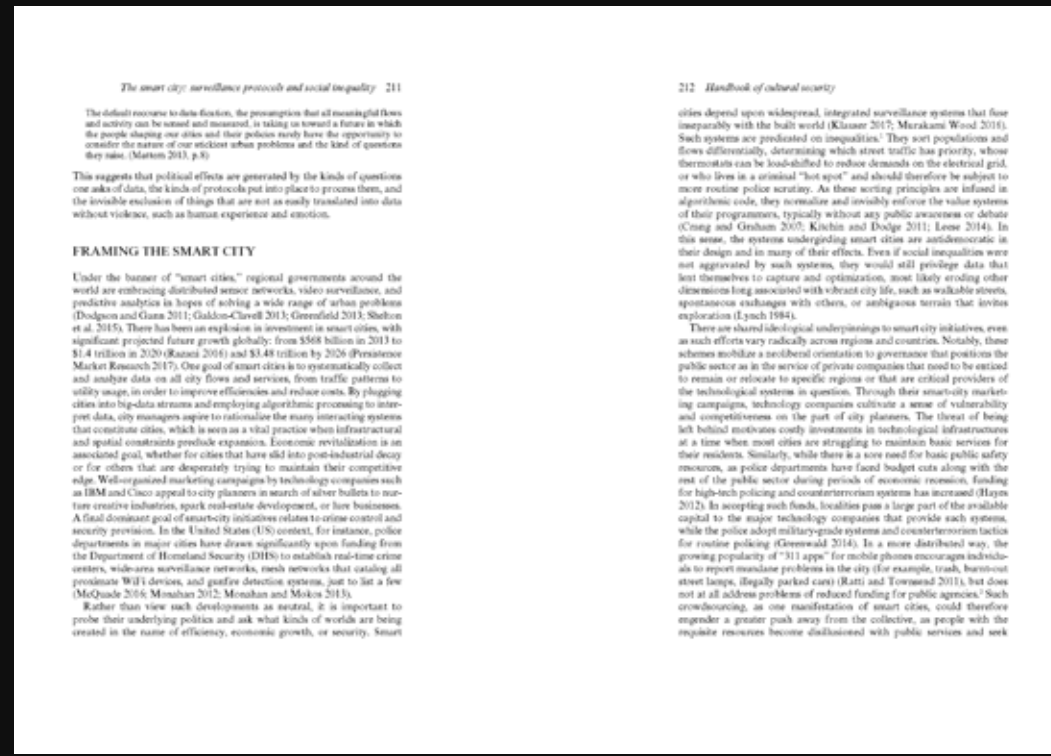 The smart city: surveillance protocols and social inequality 211
The default recourse to data-fication, the presumption that all meaningful flows
and activity can be sensed and measured, is taking us toward a future in which
the people shaping our cities and their policies rarely have the opportunity to
consider the nature of our stickiest urban problems and the kind of questions
they raise. (Mattern 2013, p.8)
This suggests that political effects are generated by the kinds of questions
one asks of data, the kinds of protocols put into place to process them, and
the invisible exclusion of things that are not as easily translated into data
without violence, such as human experience and emotion.
FRAMING THE SMART CITY
Under the banner of “smart cities,” regional governments around the
world are embracing distributed sensor networks, video surveillance, and
predictive analytics in hopes of solving a wide range of urban problems
(Dodgson and Gann 2011; Galdon-Clavell 2013; Greenfield 2013; Shelton
et al. 2015). There has been an explosion in investment in smart cities, with
significant projected future growth globally: from $568 billion in 2013 to
$1.4 trillion in 2020 (Razani 2016) and $3.48 trillion by 2026 (Persistence
Market Research 2017). One goal of smart cities is to systematically collect
and analyze data on all city flows and services, from traffic patterns to
utility usage, in order to improve efficiencies and reduce costs. By plugging
cities into big-data streams and employing algorithmic processing to inter-
pret data, city managers aspire to rationalize the many interacting systems
that constitute cities, which is seen as a vital practice when infrastructural
and spatial constraints preclude expansion. Economic revitalization is an
associated goal, whether for cities that have slid into post-industrial decay
or for others that are desperately trying to maintain their competitive
edge. Well-organized marketing campaigns by technology companies such
as IBM and Cisco appeal to city planners in search of silver bullets to nur-
ture creative industries, spark real-estate development, or lure businesses.
A final dominant goal of smart-city initiatives relates to crime control and
security provision. In the United States (US) context, for instance, police
departments in major cities have drawn significantly upon funding from
the Department of Homeland Security (DHS) to establish real-time crime
centers, wide-area surveillance networks, mesh networks that catalog all
proximate WiFi devices, and gunfire detection systems, just to list a few
(McQuade 2016; Monahan 2012; Monahan and Mokos 2013).
Rather than view such developments as neutral, it is important to
probe their underlying politics and ask what kinds of worlds are being
created in the name of efficiency, economic growth, or security. Smart
212 Handbook of cultural security
cities depend upon widespread, integrated surveillance systems that fuse
inseparably with the built world (Klauser 2017; Murakami Wood 2016).
Such systems are predicated on inequalities.¹ They sort populations and
flows differentially, determining which street traffic has priority, whose
thermostats can be load-shifted to reduce demands on the electrical grid,
or who lives in a criminal “hot spot” and should therefore be subject to
more routine police scrutiny. As these sorting principles are infused in
algorithmic code, they normalize and invisibly enforce the value systems
of their programmers, typically without any public awareness or debate
(Crang and Graham 2007; Kitchin and Dodge 2011; Leese 2014). In
this sense, the systems undergirding smart cities are antidemocratic in
their design and in many of their effects. Even if social inequalities were
not aggravated by such systems, they would still privilege data that
lent themselves to capture and optimization, most likely eroding other
dimensions long associated with vibrant city life, such as walkable streets,
spontaneous exchanges with others, or ambiguous terrain that invites
exploration (Lynch 1984).
There are shared ideological underpinnings to smart city initiatives, even
as such efforts vary radically across regions and countries. Notably, these
schemes mobilize a neoliberal orientation to governance that positions the
public sector as in the service of private companies that need to be enticed
to remain or relocate to specific regions or that are critical providers of
the technological systems in question. Through their smart-city market-
ing campaigns, technology companies cultivate a sense of vulnerability
and competitiveness on the part of city planners. The threat of being
left behind motivates costly investments in technological infrastructures
at a time when most cities are struggling to maintain basic services for
their residents. Similarly, while there is a sore need for basic public safety
resources, as police departments have faced budget cuts along with the
rest of the public sector during periods of economic recession, funding
for high-tech policing and counterterrorism systems has increased (Hayes
2012). In accepting such funds, localities pass a large part of the available
capital to the major technology companies that provide such systems,
while the police adopt military-grade systems and counterterrorism tactics
for routine policing (Greenwald 2014). In a more distributed way, the
growing popularity of “311 apps” for mobile phones encourages individu-
als to report mundane problems in the city (for example, trash, burnt-out
street lamps, illegally parked cars) (Ratti and Townsend 2011), but does
not at all address problems of reduced funding for public agencies.² Such
crowdsourcing, as one manifestation of smart cities, could therefore
engender a greater push away from the collective, as people with the
requisite resources become disillusioned with public services and seek